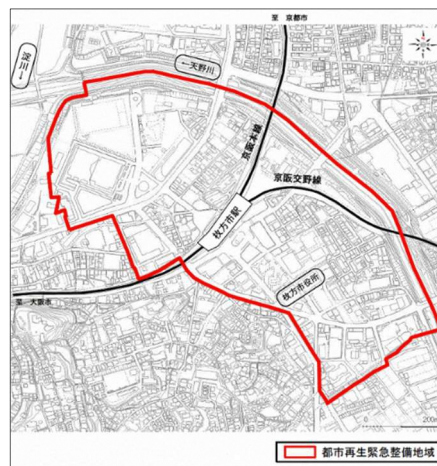 至 京都市
淀川→
←天野川
京阪本線
京阪交野線
枚方市駅
枚方市役所
至 大阪市
0
200m
都市再生緊急整備地域